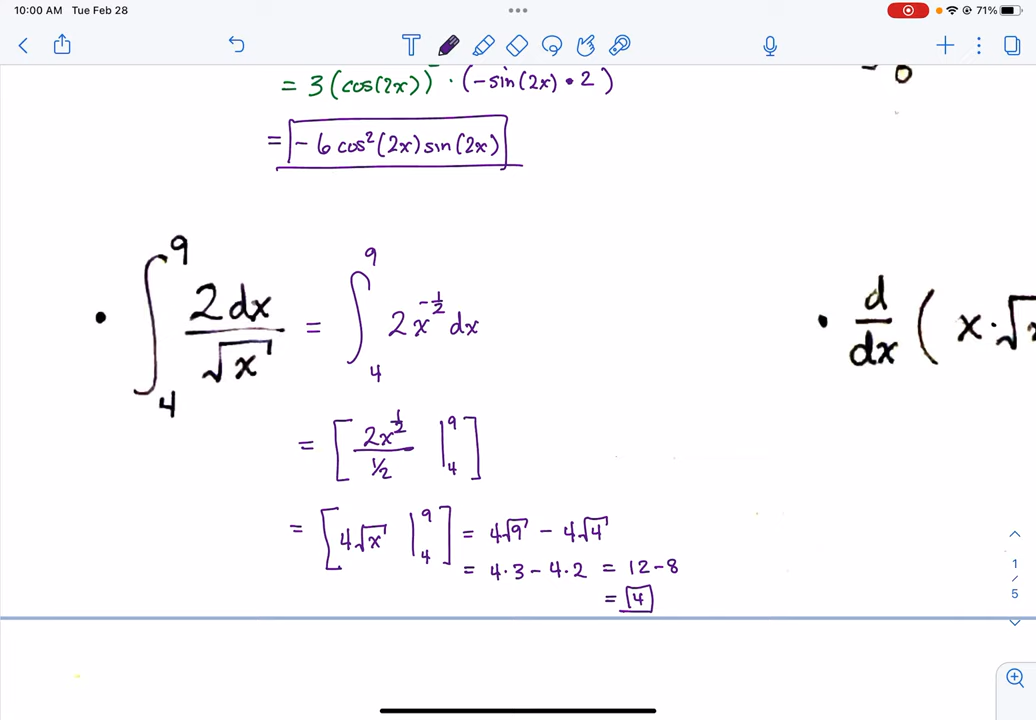 10:00 AM Tue Feb 28
71%
T
= 3 (cos(2x)) · (-sin(2x) • 2 )
= -6 cos²(2x) sin(2x)
• ∫₄⁹ 2dx/√x = ∫₄⁹ 2x^(-1/2) dx
= [ 2x^(1/2) / (1/2) |₄⁹ ]
= [ 4√x |₄⁹ ] = 4√9 - 4√4
= 4·3 - 4·2 = 12-8
= 4
• d/dx ( x·√
1
/
5